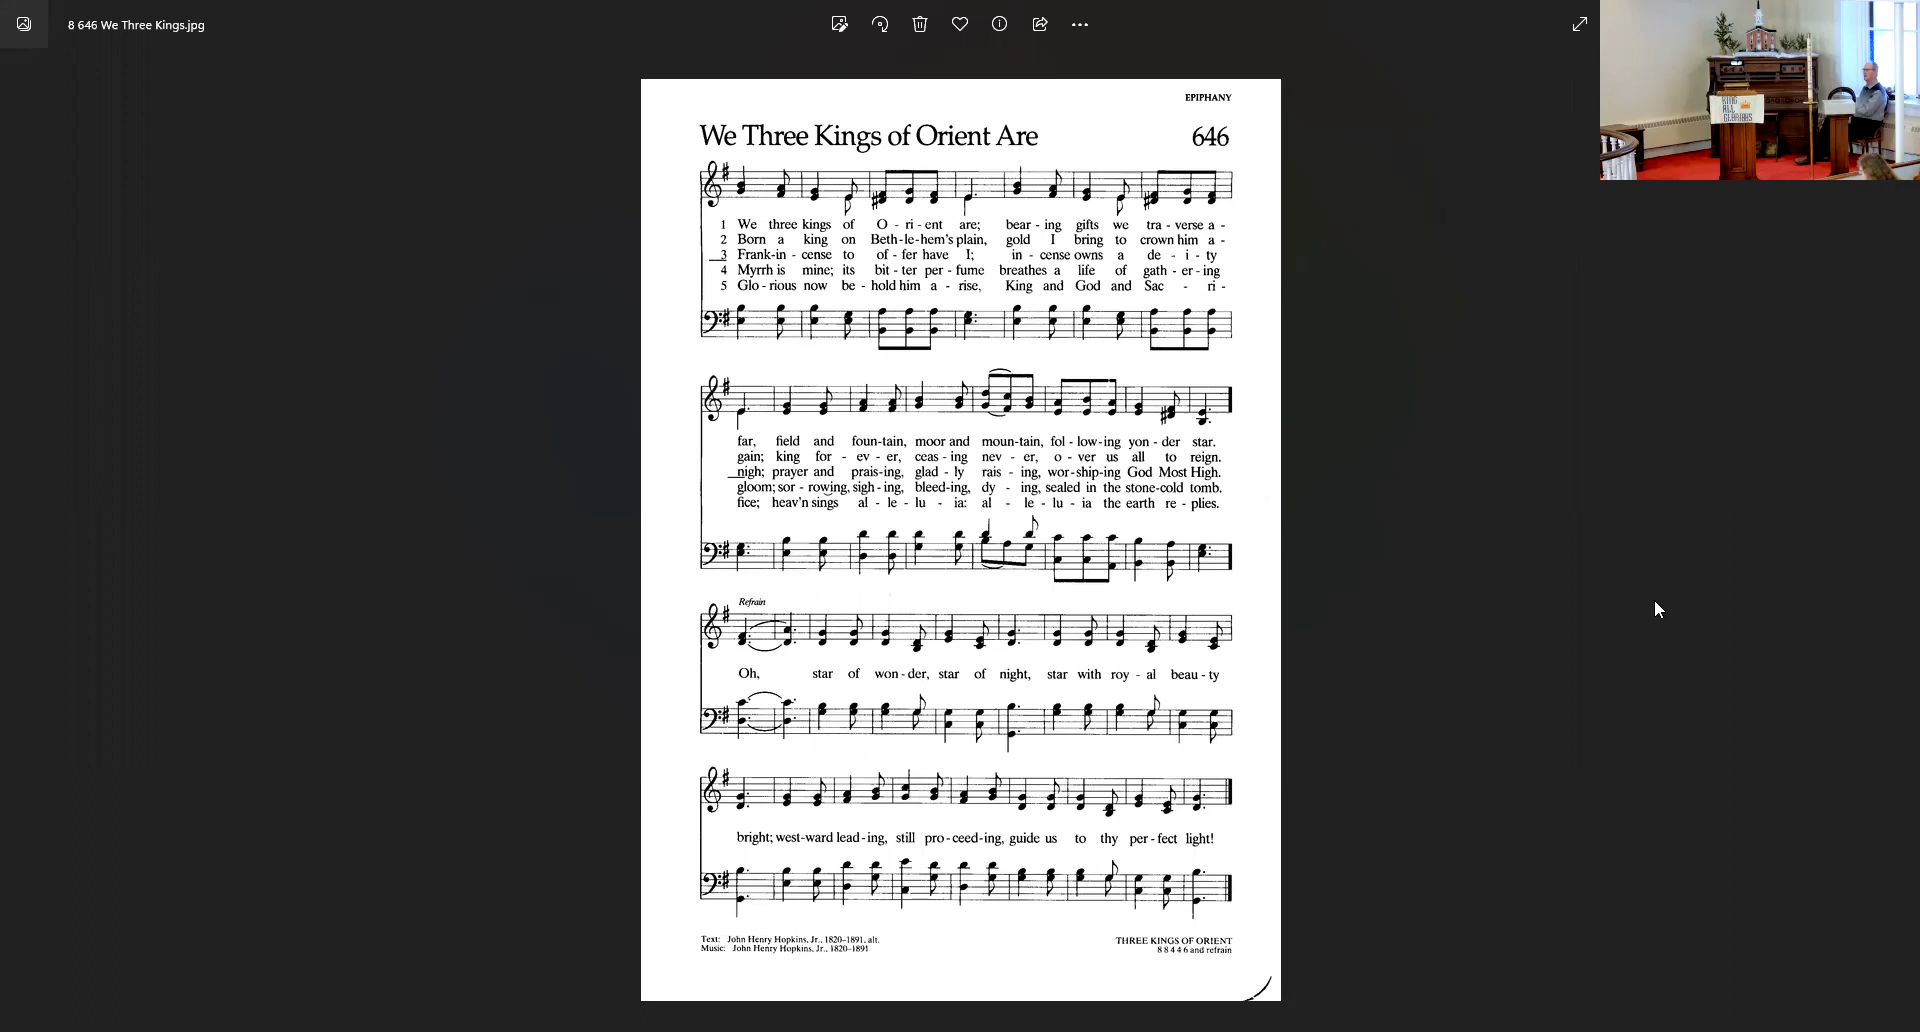 8 646 We Three Kings.jpg
KING
ALL
GLORIOUS
EPIPHANY
We Three Kings of Orient Are 646
1 We three kings of O - ri - ent are; bear - ing gifts we tra - verse a -
2 Born a king on Beth - le - hem's plain, gold I bring to crown him a -
3 Frank - in - cense to of - fer have I; in - cense owns a de - i - ty
4 Myrrh is mine; its bit - ter per - fume breathes a life of gath - er - ing
5 Glo - rious now be - hold him a - rise, King and God and Sac - ri -
far, field and foun - tain, moor and moun - tain, fol - low - ing yon - der star.
gain; king for - ev - er, ceas - ing nev - er, o - ver us all to reign.
nigh; prayer and prais - ing, glad - ly rais - ing, wor - ship - ing God Most High.
gloom; sor - rowing, sigh - ing, bleed - ing, dy - ing, sealed in the stone - cold tomb.
fice; heav'n sings al - le - lu - ia: al - le - lu - ia the earth re - plies.
Refrain
Oh, star of won - der, star of night, star with roy - al beau - ty
bright; west - ward lead - ing, still pro - ceed - ing, guide us to thy per - fect light!
Text: John Henry Hopkins, Jr., 1820–1891, alt.
Music: John Henry Hopkins, Jr., 1820–1891
THREE KINGS OF ORIENT
8 8 4 4 6 and refrain